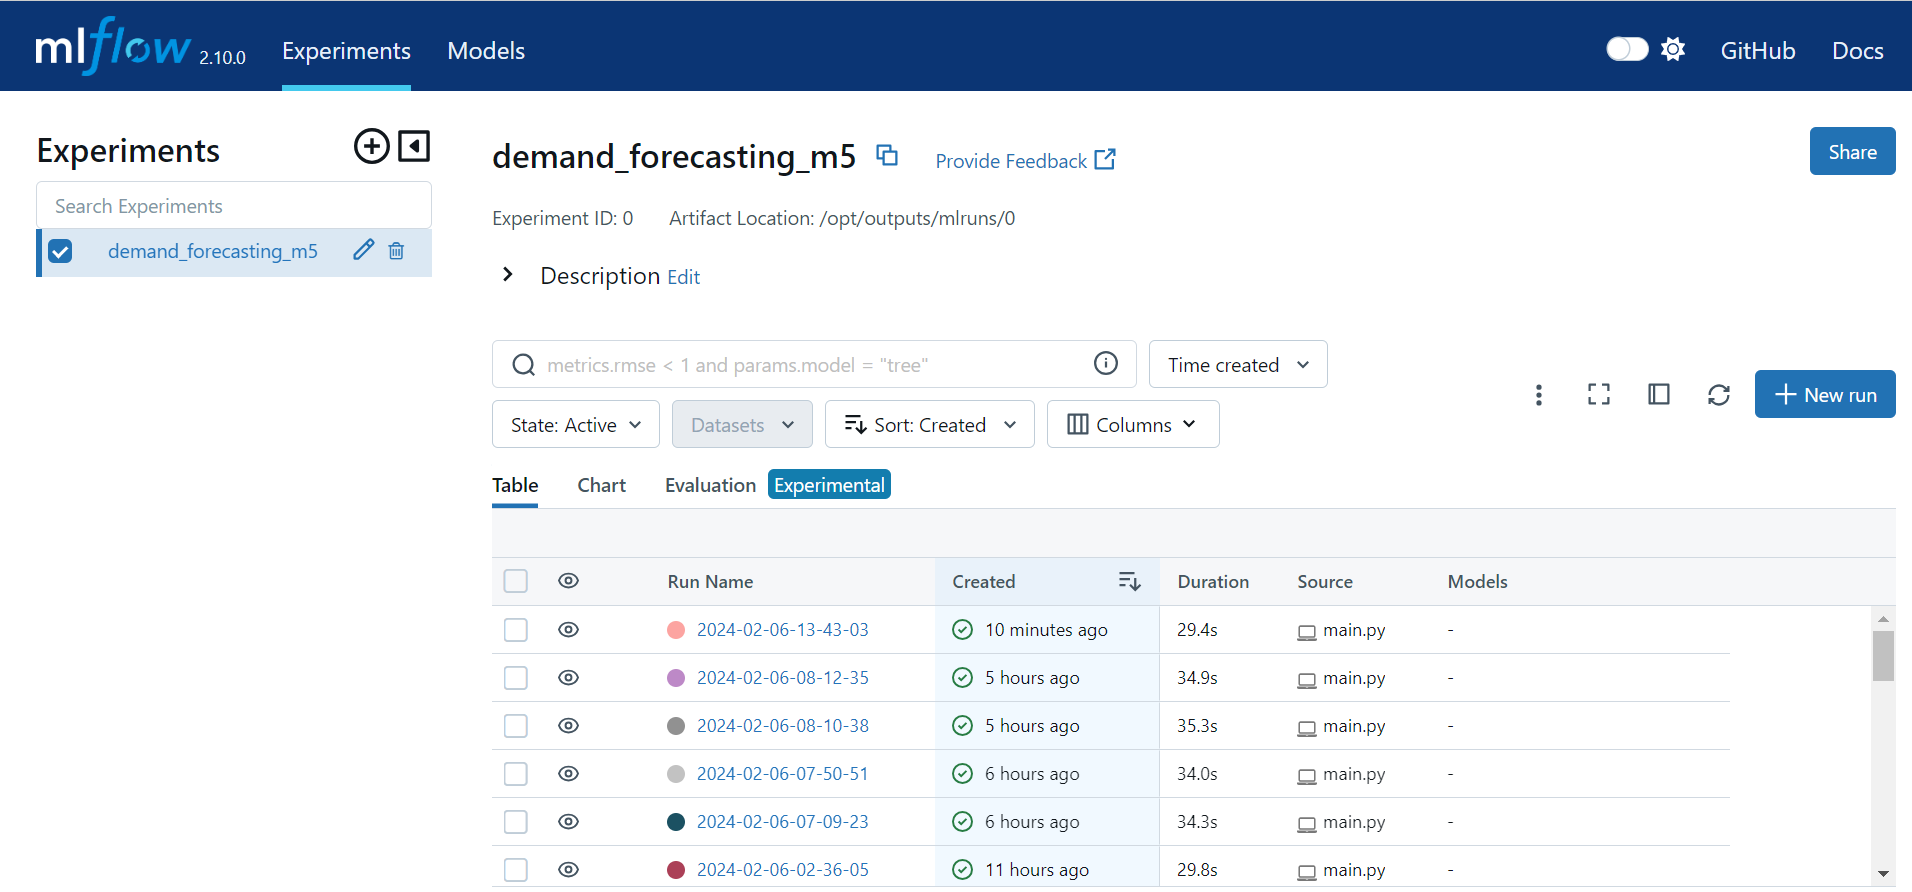 mlflow 2.10.0 Experiments Models GitHub Docs
Experiments
Search Experiments
demand_forecasting_m5
demand_forecasting_m5 Provide Feedback Share
Experiment ID: 0 Artifact Location: /opt/outputs/mlruns/0
Description Edit
metrics.rmse < 1 and params.model = "tree" Time created
State: Active Datasets Sort: Created Columns
New run
Table Chart Evaluation Experimental
Run Name Created Duration Source Models
2024-02-06-13-43-03 10 minutes ago 29.4s main.py -
2024-02-06-08-12-35 5 hours ago 34.9s main.py -
2024-02-06-08-10-38 5 hours ago 35.3s main.py -
2024-02-06-07-50-51 6 hours ago 34.0s main.py -
2024-02-06-07-09-23 6 hours ago 34.3s main.py -
2024-02-06-02-36-05 11 hours ago 29.8s main.py -